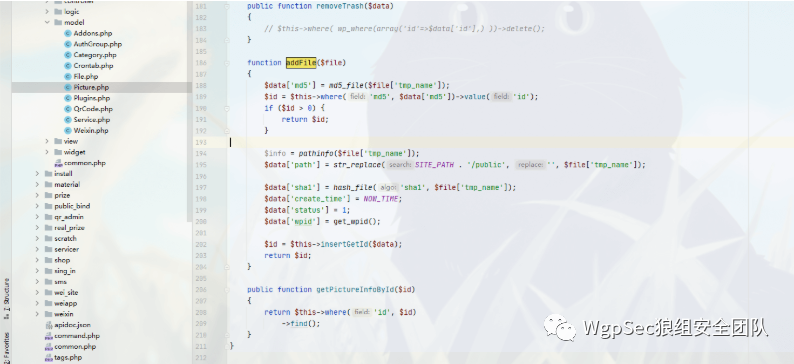 controller
logic
model
Addons.php
AuthGroup.php
Category.php
Crontab.php
File.php
Picture.php
Plugins.php
QrCode.php
Service.php
Weixin.php
view
widget
common.php
install
material
prize
public_bind
qr_admin
real_prize
scratch
servicer
shop
sing_in
sms
wei_site
weiapp
weixin
apidoc.json
command.php
common.php
tags.php
Z: Structure
Favorites
181 public function removeTrash($data)
182 {
183 // $this->where( wp_where(array('id'=>$data['id'],) ))->delete();
184 }
185
186 function addFile($file)
187 {
188 $data['md5'] = md5_file($file['tmp_name']);
189 $id = $this->where( field: 'md5', $data['md5'])->value( field: 'id');
190 if ($id > 0) {
191 return $id;
192 }
193
194 $info = pathinfo($file['tmp_name']);
195 $data['path'] = str_replace( search: SITE_PATH . '/public', replace: '', $file['tmp_name']);
196
197 $data['sha1'] = hash_file( algo: 'sha1', $file['tmp_name']);
198 $data['create_time'] = NOW_TIME;
199 $data['status'] = 1;
200 $data['wpid'] = get_wpid();
201
202 $id = $this->insertGetId($data);
203 return $id;
204 }
205
206 public function getPictureInfoById($id)
207 {
208 return $this->where( field: 'id', $id)
209 ->find();
210 }
211 }
212
WgpSec狼组安全团队